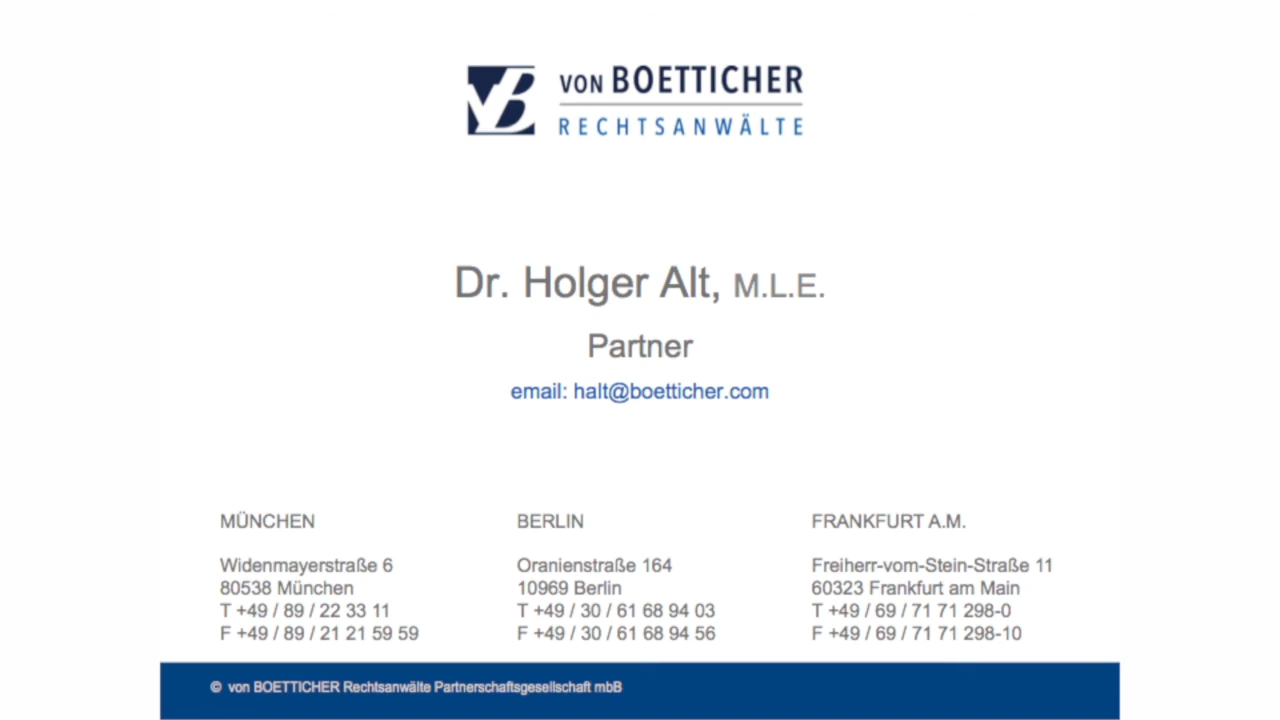 VON BOETTICHER
RECHTSANWÄLTE
Dr. Holger Alt, M.L.E.
Partner
email: halt@boetticher.com
MÜNCHEN
Widenmayerstraße 6
80538 München
T +49 / 89 / 22 33 11
F +49 / 89 / 21 21 59 59
BERLIN
Oranienstraße 164
10969 Berlin
T +49 / 30 / 61 68 94 03
F +49 / 30 / 61 68 94 56
FRANKFURT A.M.
Freiherr-vom-Stein-Straße 11
60323 Frankfurt am Main
T +49 / 69 / 71 71 298-0
F +49 / 69 / 71 71 298-10
© von BOETTICHER Rechtsanwälte Partnerschaftsgesellschaft mbB